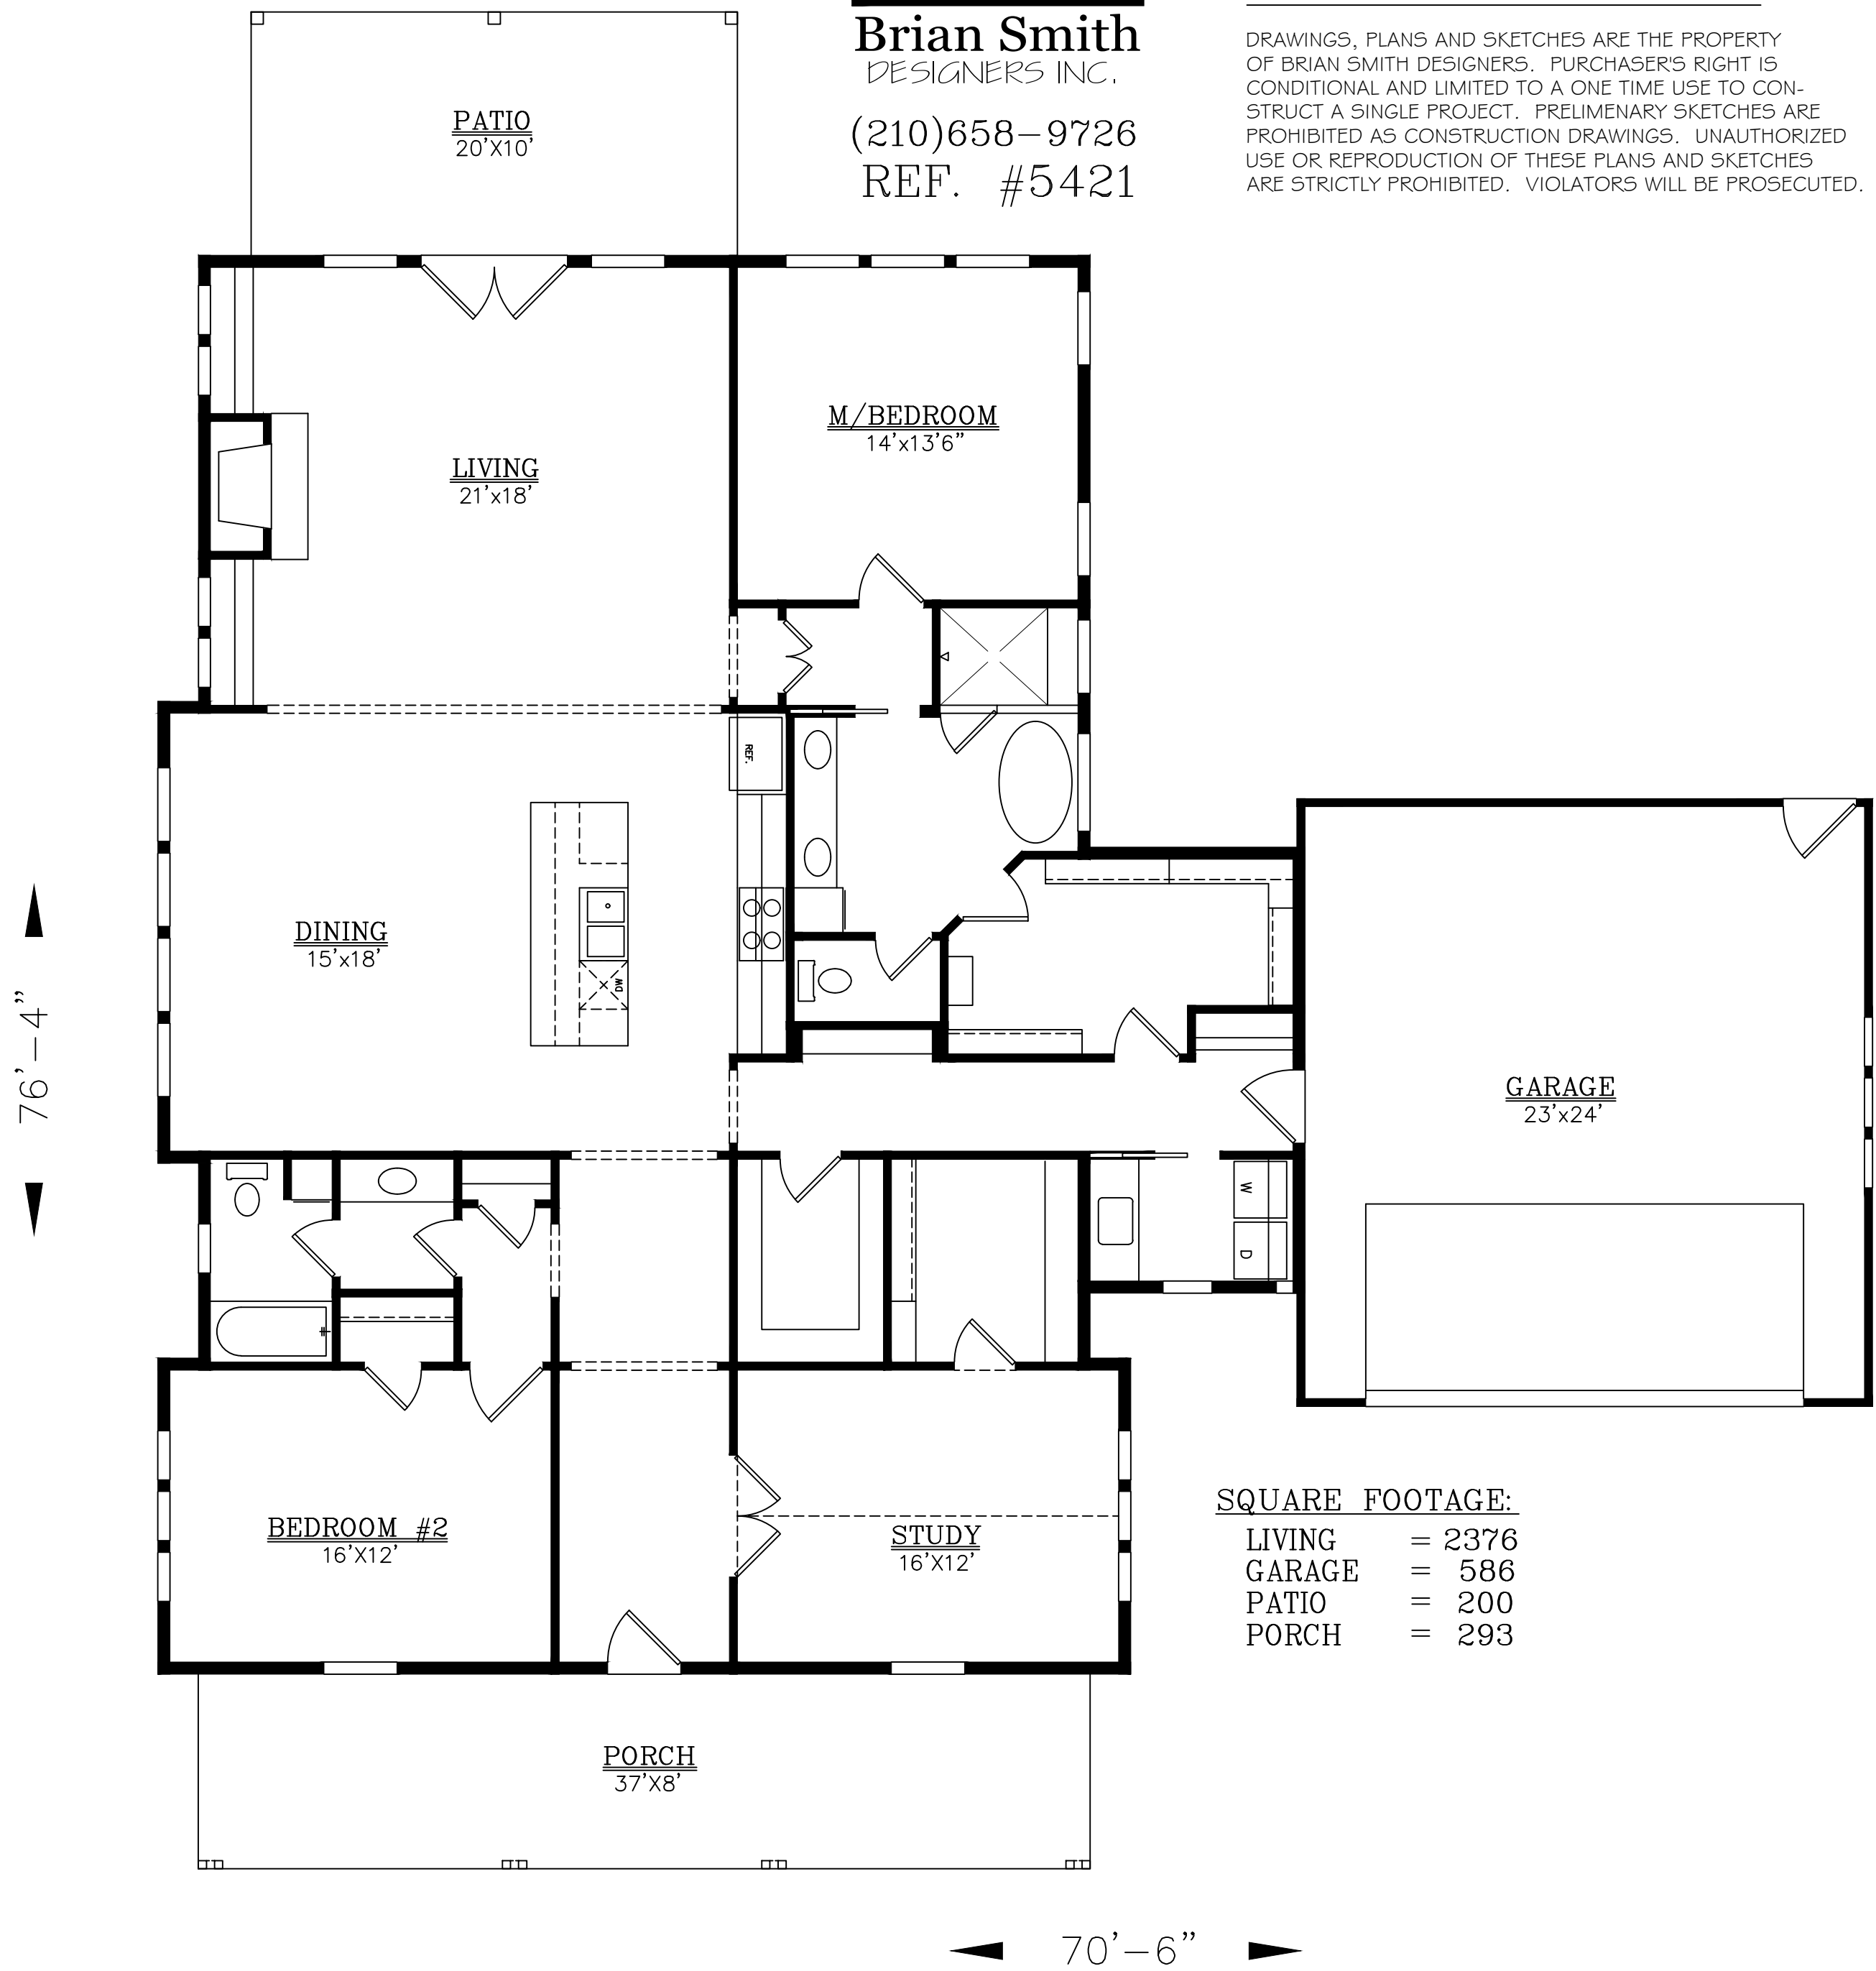 Brian Smith
DESIGNERS INC.
(210)658-9726
REF. #5421
DRAWINGS, PLANS AND SKETCHES ARE THE PROPERTY
OF BRIAN SMITH DESIGNERS. PURCHASER'S RIGHT IS
CONDITIONAL AND LIMITED TO A ONE TIME USE TO CON-
STRUCT A SINGLE PROJECT. PRELIMENARY SKETCHES ARE
PROHIBITED AS CONSTRUCTION DRAWINGS. UNAUTHORIZED
USE OR REPRODUCTION OF THESE PLANS AND SKETCHES
ARE STRICTLY PROHIBITED. VIOLATORS WILL BE PROSECUTED.
PATIO
20'X10'
M/BEDROOM
14'x13'6"
LIVING
21'x18'
REF.
DINING
15'x18'
DW
76'-4"
GARAGE
23'x24'
W
D
BEDROOM #2
16'X12'
STUDY
16'X12'
SQUARE FOOTAGE:
LIVING = 2376
GARAGE = 586
PATIO = 200
PORCH = 293
PORCH
37'X8'
70'-6"